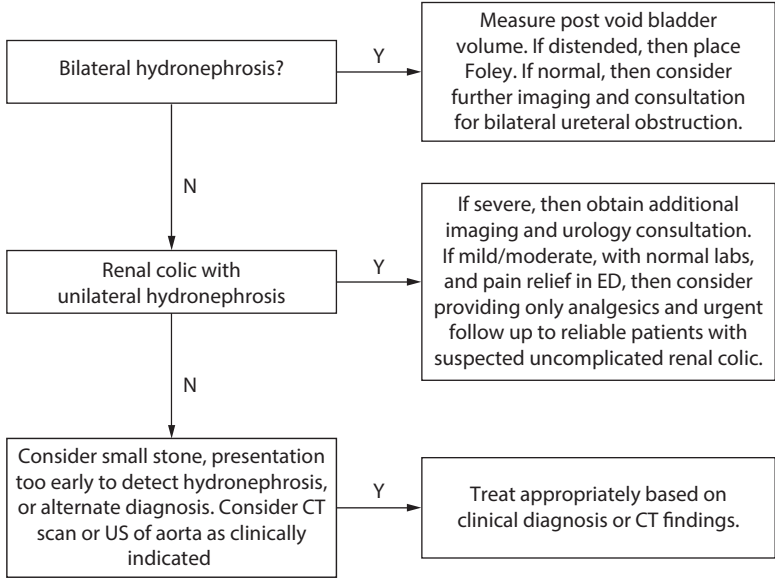 Bilateral hydronephrosis?
Y
Measure post void bladder
volume. If distended, then place
Foley. If normal, then consider
further imaging and consultation
for bilateral ureteral obstruction.
N
Renal colic with
unilateral hydronephrosis
Y
If severe, then obtain additional
imaging and urology consultation.
If mild/moderate, with normal labs,
and pain relief in ED, then consider
providing only analgesics and urgent
follow up to reliable patients with
suspected uncomplicated renal colic.
N
Consider small stone, presentation
too early to detect hydronephrosis,
or alternate diagnosis. Consider CT
scan or US of aorta as clinically
indicated
Y
Treat appropriately based on
clinical diagnosis or CT findings.